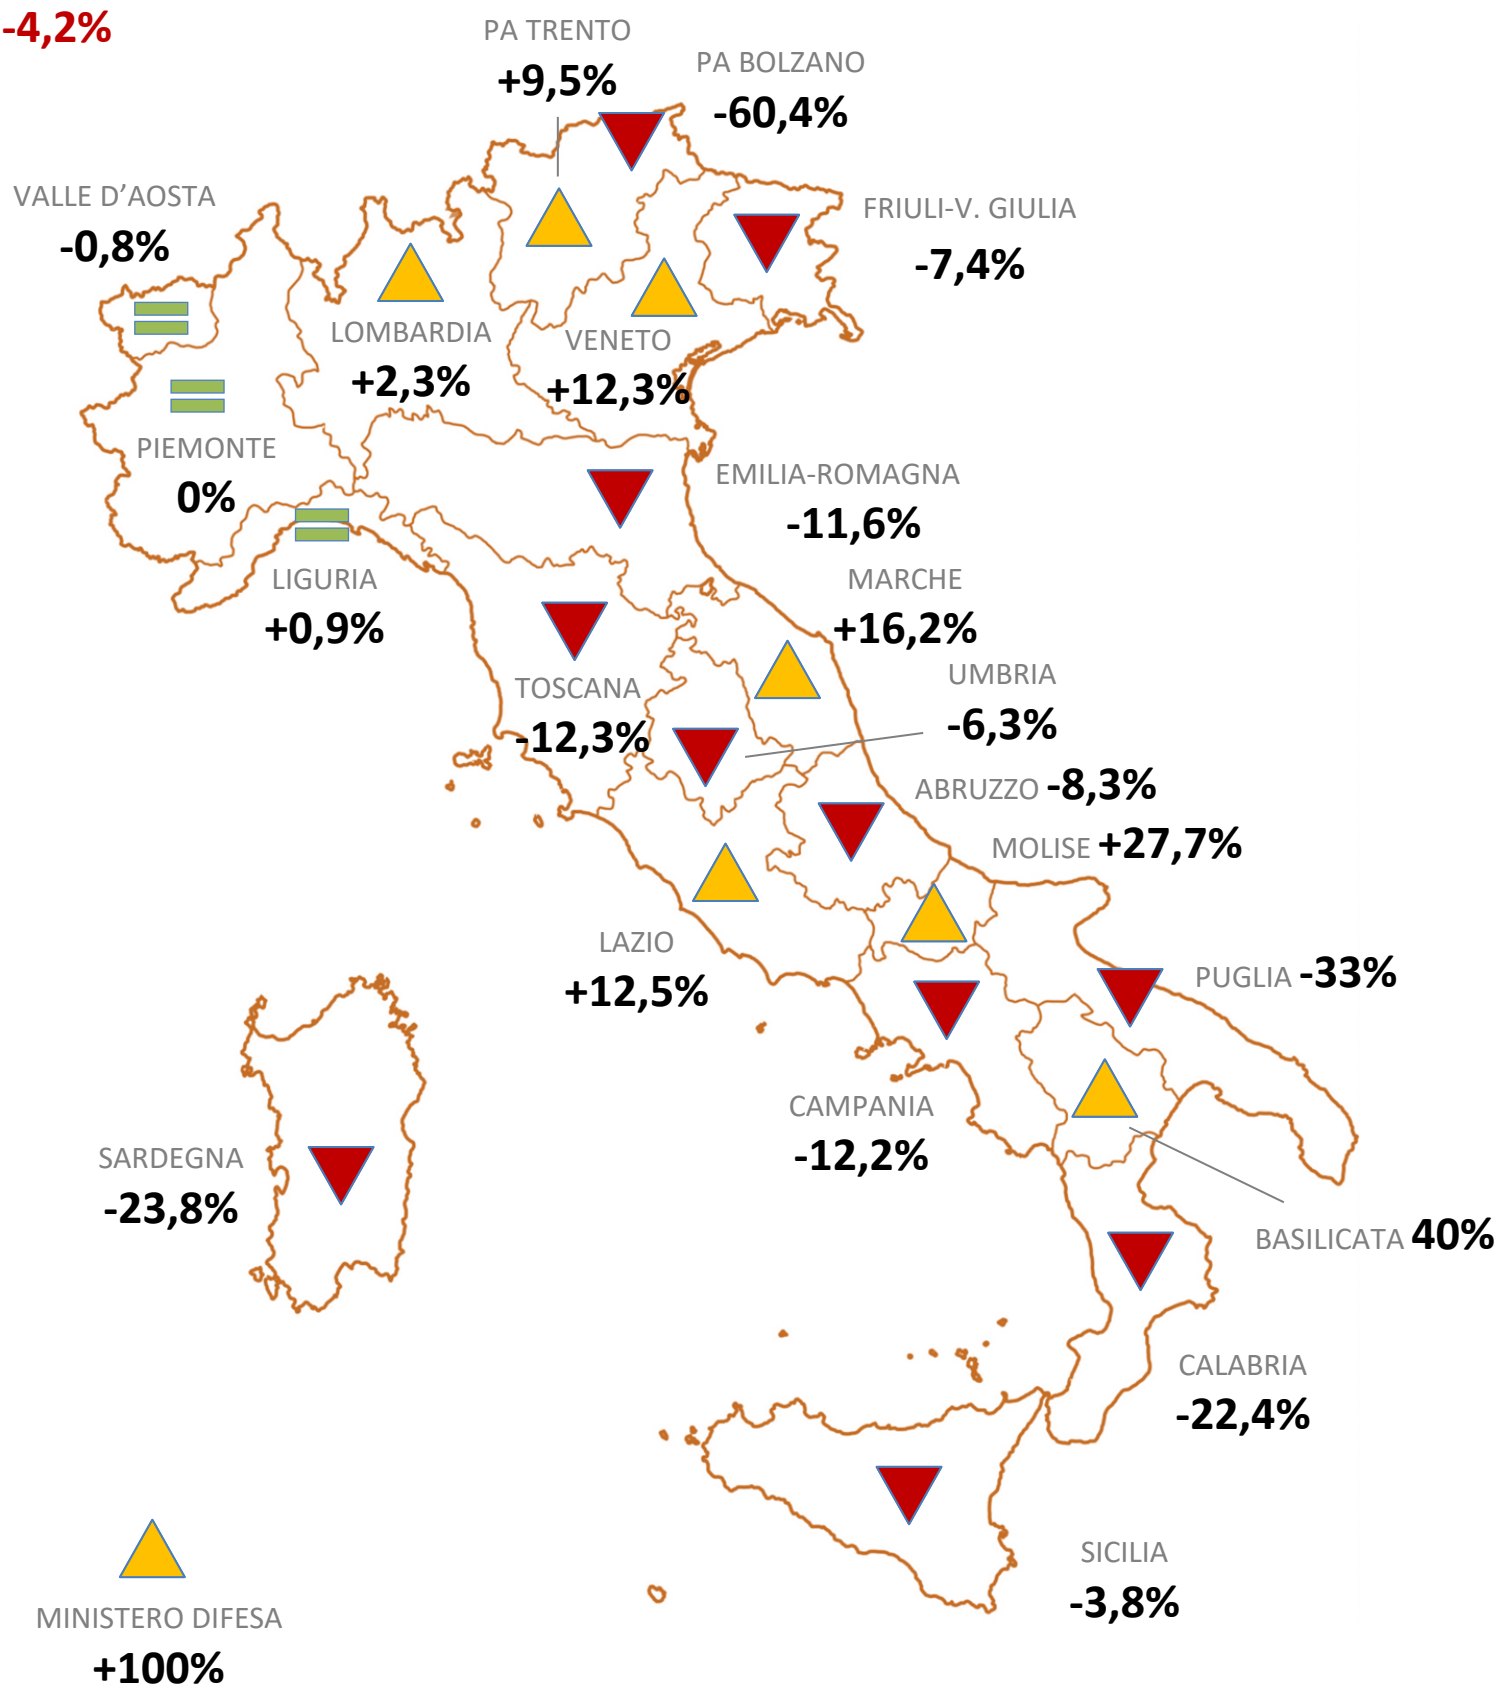 -4,2%
PA TRENTO
+9,5%
PA BOLZANO
-60,4%
VALLE D’AOSTA
-0,8%
FRIULI-V. GIULIA
-7,4%
LOMBARDIA
+2,3%
VENETO
+12,3%
PIEMONTE
0%
EMILIA-ROMAGNA
-11,6%
LIGURIA
+0,9%
MARCHE
+16,2%
TOSCANA
-12,3%
UMBRIA
-6,3%
ABRUZZO -8,3%
MOLISE +27,7%
LAZIO
+12,5%
PUGLIA -33%
CAMPANIA
-12,2%
SARDEGNA
-23,8%
BASILICATA 40%
CALABRIA
-22,4%
SICILIA
-3,8%
MINISTERO DIFESA
+100%